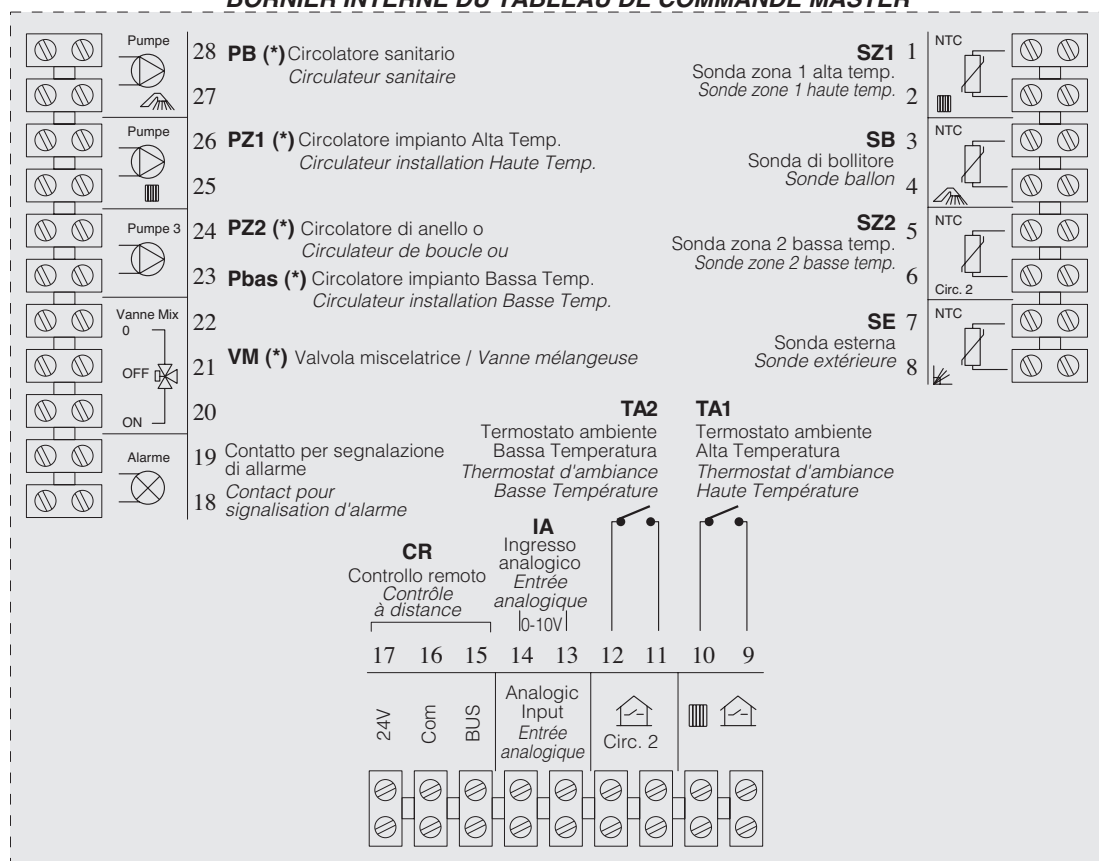 BORNIER INTERNE DU TABLEAU DE COMMANDE MASTER
Pumpe
28 PB (*) Circolatore sanitario
Circulateur sanitaire
27
Pumpe
26 PZ1 (*) Circolatore impianto Alta Temp.
Circulateur installation Haute Temp.
25
Pumpe 3
24 PZ2 (*) Circolatore di anello o
Circulateur de boucle ou
23 Pbas (*) Circolatore impianto Bassa Temp.
Circulateur installation Basse Temp.
Vanne Mix
0
22
OFF
21 VM (*) Valvola miscelatrice / Vanne mélangeuse
ON
20
Alarme
19 Contatto per segnalazione
di allarme
18 Contact pour
signalisation d'alarme
SZ1 1 NTC
Sonda zona 1 alta temp.
Sonde zone 1 haute temp. 2
SB 3 NTC
Sonda di bollitore
Sonde ballon 4
SZ2 5 NTC
Sonda zona 2 bassa temp.
Sonde zone 2 basse temp. 6
Circ. 2
SE 7 NTC
Sonda esterna
Sonde extérieure 8
TA2
Termostato ambiente
Bassa Temperatura
Thermostat d'ambiance
Basse Température
TA1
Termostato ambiente
Alta Temperatura
Thermostat d'ambiance
Haute Température
CR
Controllo remoto
Contrôle
à distance
IA
Ingresso
analogico
Entrée
analogique
0-10V
17 16 15 14 13 12 11 10 9
24V
Com
BUS
Analogic
Input
Entrée
analogique
Circ. 2